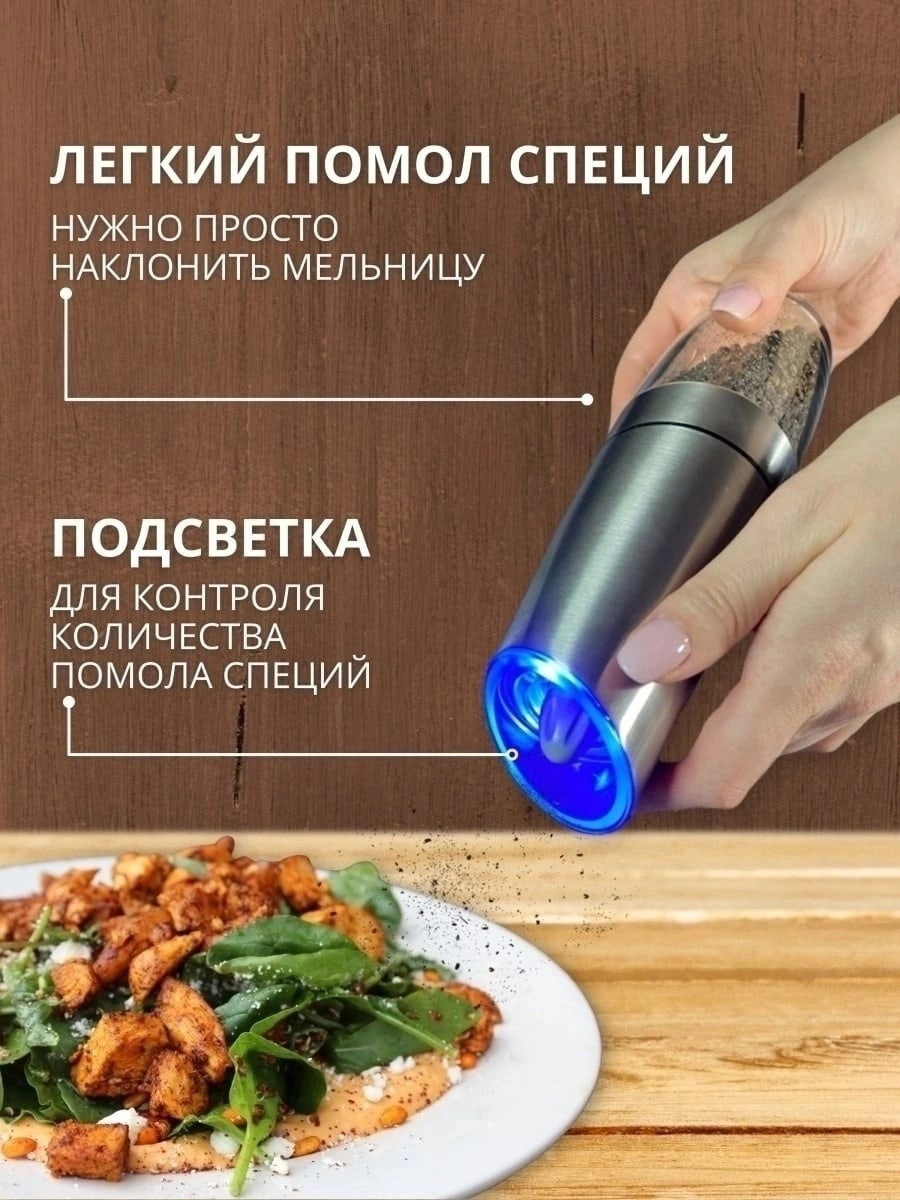 ЛЕГКИЙ ПОМОЛ СПЕЦИЙ
НУЖНО ПРОСТО
НАКЛОНИТЬ МЕЛЬНИЦУ
ПОДСВЕТКА
ДЛЯ КОНТРОЛЯ
КОЛИЧЕСТВА
ПОМОЛА СПЕЦИЙ